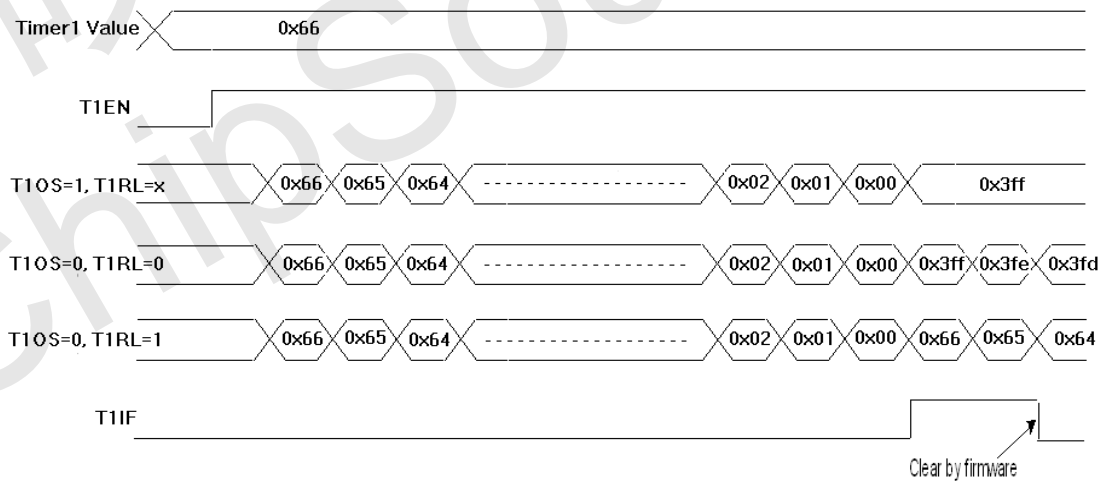 Timer1 Value 0x66
T1EN
T1OS=1, T1RL=x 0x66 0x65 0x64 0x02 0x01 0x00 0x3ff
T1OS=0, T1RL=0 0x66 0x65 0x64 0x02 0x01 0x00 0x3ff 0x3fe 0x3fd
T1OS=0, T1RL=1 0x66 0x65 0x64 0x02 0x01 0x00 0x66 0x65 0x64
T1IF
Clear by firmware